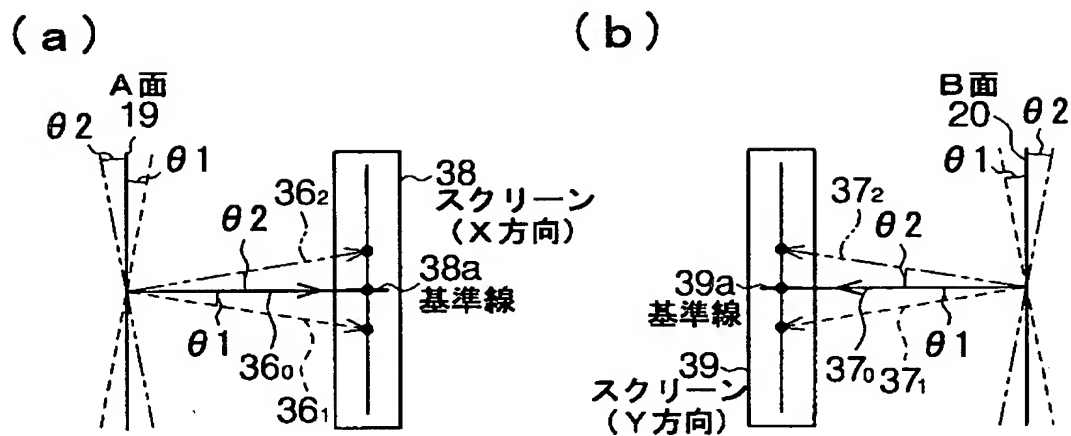 (a)
A面
19
θ2
θ1
38
スクリーン
(X方向)
36₂
θ2
38a
基準線
θ1
36₀
36₁
(b)
B面
20
θ2
θ1
37₂
θ2
39a
基準線
39
スクリーン
(Y方向)
37₀
37₁
θ1